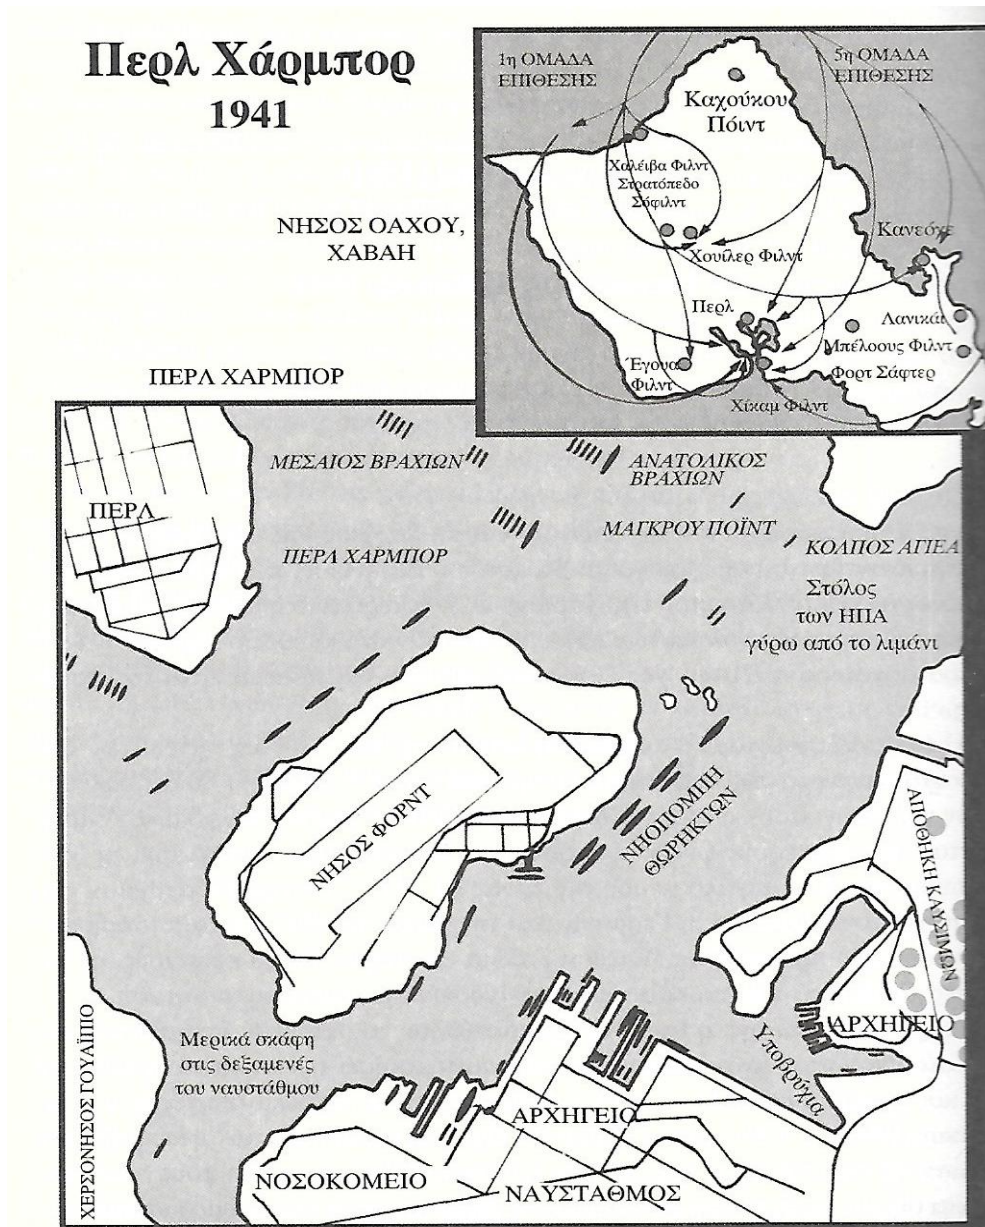 Περλ Χάρμπορ
1941
ΝΗΣΟΣ ΟΑΧΟΥ,
ΧΑΒΑΗ
1η ΟΜΑΔΑ
ΕΠΙΘΕΣΗΣ
5η ΟΜΑΔΑ
ΕΠΙΘΕΣΗΣ
Καχούκου
Πόιντ
Χαλέιβα Φιλντ
Στρατόπεδο
Σόφιλντ
Χουίλερ Φιλντ
Κανεόχε
Περλ
Λανικάι
Μπέλοους Φιλντ
Φορτ Σάφτερ
Έγουα
Φιλντ
Χίκαμ Φιλντ
ΠΕΡΛ ΧΑΡΜΠΟΡ
ΜΕΣΑΙΟΣ ΒΡΑΧΙΩΝ
ΑΝΑΤΟΛΙΚΟΣ
ΒΡΑΧΙΩΝ
ΠΕΡΛ
ΜΑΓΚΡΟΥ ΠΟΪΝΤ
ΠΕΡΛ ΧΑΡΜΠΟΡ
ΚΟΛΠΟΣ ΑΓΙΕΑ
Στόλος
των ΗΠΑ
γύρω από το λιμάνι
ΝΗΣΟΣ ΦΟΡΝΤ
ΝΗΟΠΟΜΠΗ
ΘΩΡΗΚΤΩΝ
ΑΠΟΘΗΚΗ ΚΑΥΣΙΜΩΝ
ΑΡΧΗΓΕΙΟ
Υποβρύχια
Μερικά σκάφη
στις δεξαμενές
του ναυστάθμου
ΧΕΡΣΟΝΗΣΟΣ ΓΟΥΑΪΠΙΟ
ΑΡΧΗΓΕΙΟ
ΝΟΣΟΚΟΜΕΙΟ
ΝΑΥΣΤΑΘΜΟΣ